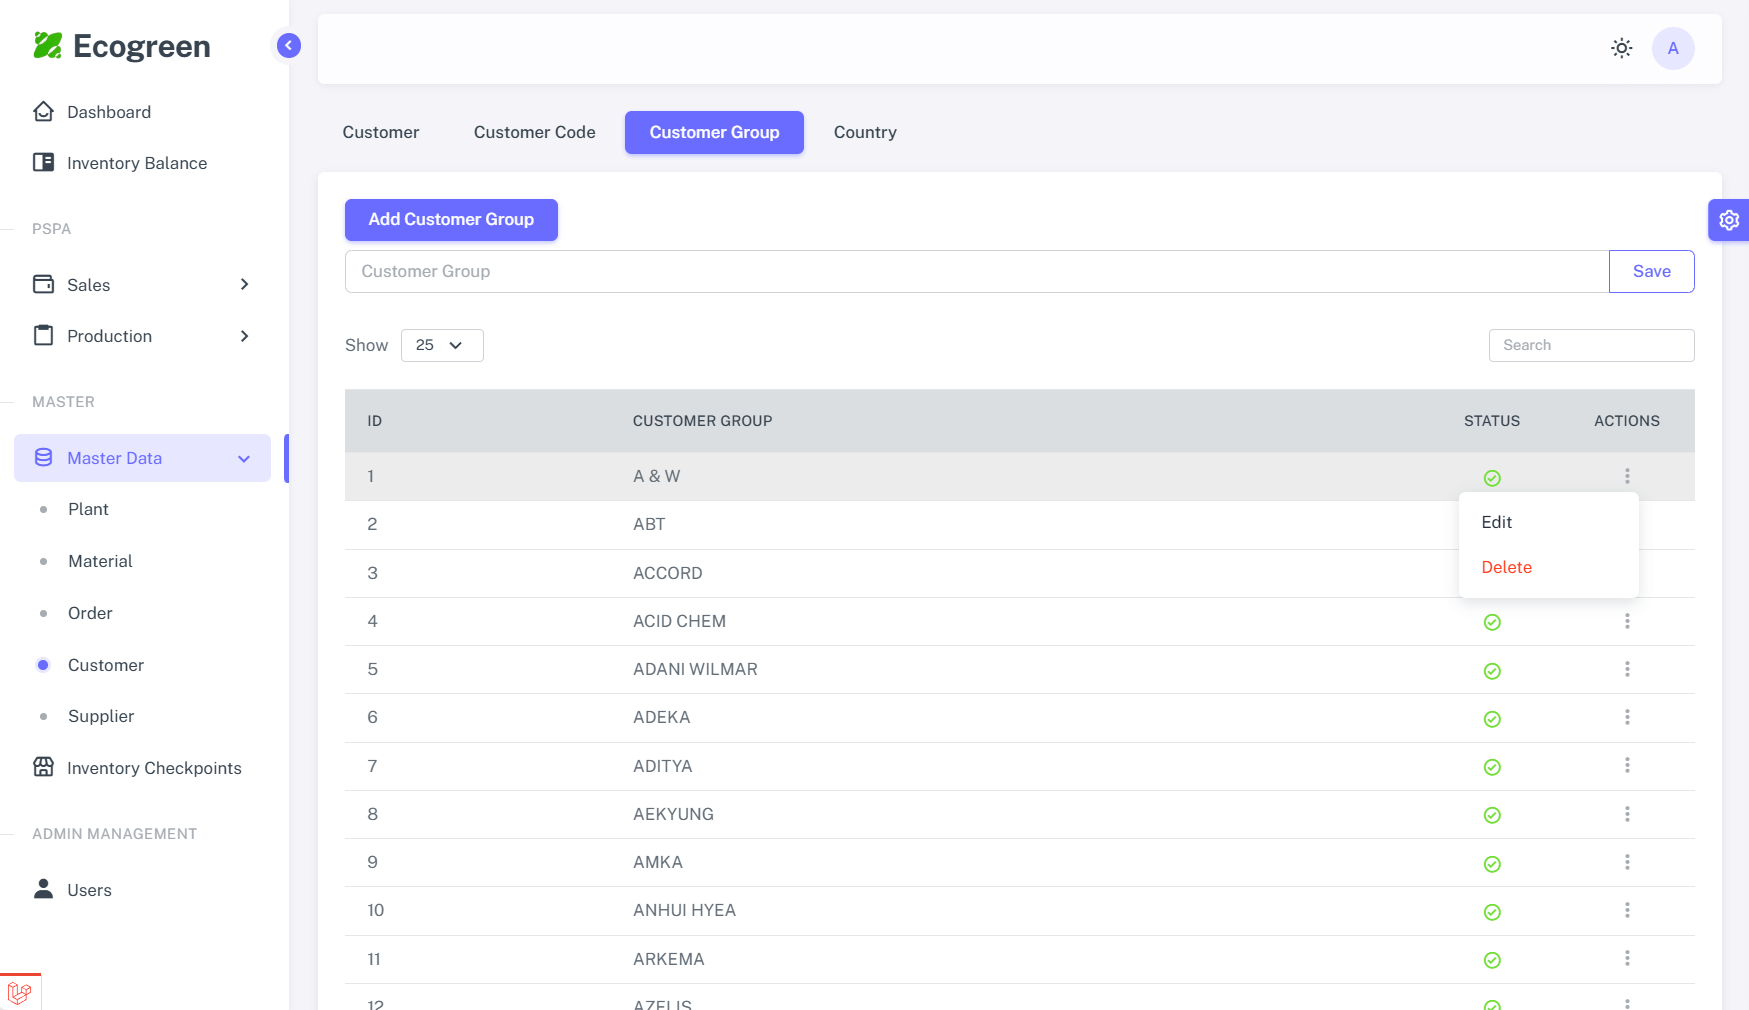 Ecogreen
Dashboard
Inventory Balance
PSPA
Sales
Production
MASTER
Master Data
Plant
Material
Order
Customer
Supplier
Inventory Checkpoints
ADMIN MANAGEMENT
Users
A
Customer
Customer Code
Customer Group
Country
Add Customer Group
Customer Group
Save
Show 25
Search
ID CUSTOMER GROUP STATUS ACTIONS
1 A & W
Edit
Delete
2 ABT
3 ACCORD
4 ACID CHEM
5 ADANI WILMAR
6 ADEKA
7 ADITYA
8 AEKYUNG
9 AMKA
10 ANHUI HYEA
11 ARKEMA
12 AZELIS